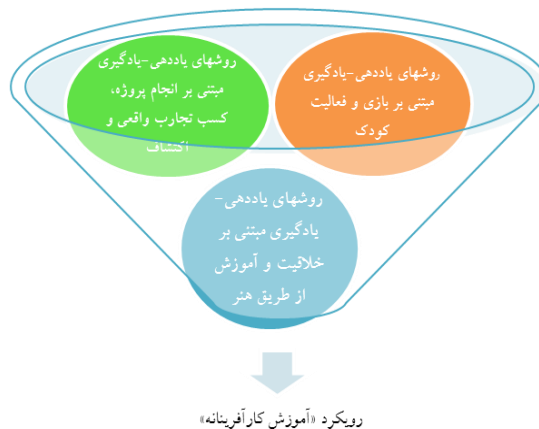 روشهای یاددهی-یادگیری
مبتنی بر بازی و فعالیت
کودک
روشهای یاددهی-یادگیری
مبتنی بر انجام پروژه،
کسب تجارب واقعی و
اکتشاف
روشهای یاددهی-
یادگیری مبتنی بر
خلاقیت و آموزش
از طریق هنر
رویکرد «آموزش کارآفرینانه»